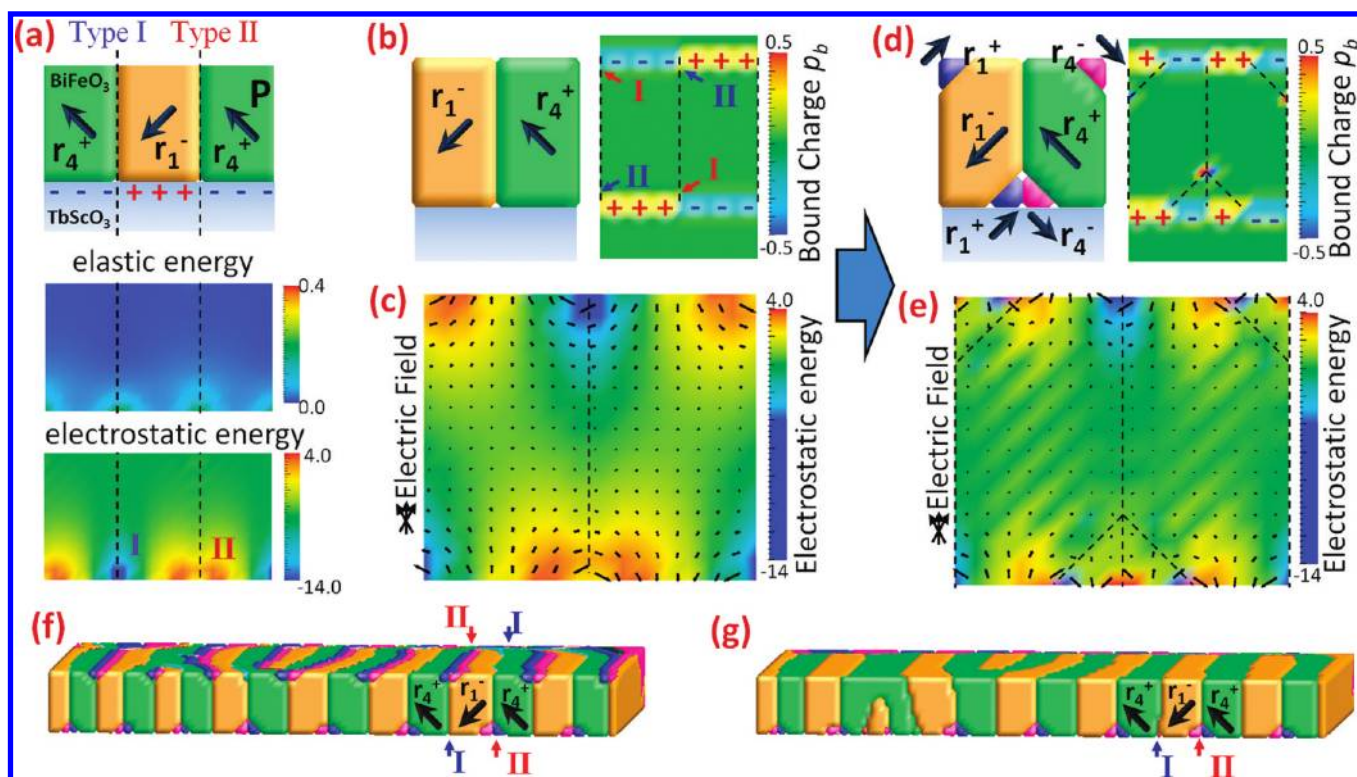 (a)
Type I Type II
BiFeO₃
P
r₄⁺ r₁⁻ r₄⁺
- - - + + + - - -
TbScO₃
elastic energy
0.4
0.0
electrostatic energy
4.0
I II
-14.0
(b)
r₁⁻ r₄⁺
- - - + + +
I II
II I
+ + + - - -
0.5
Bound Charge p_b
-0.5
(c)
Electric Field
4.0
Electrostatic energy
-14
(d)
r₁⁺ r₄⁻
r₁⁻ r₄⁺
r₁⁺ r₄⁻
- - + + - -
+ + - - + - -
0.5
Bound Charge p_b
-0.5
(e)
Electric Field
4.0
Electrostatic energy
-14
(f)
II I
r₄⁺ r₁⁻ r₄⁺
I II
(g)
r₄⁺ r₁⁻ r₄⁺
I II